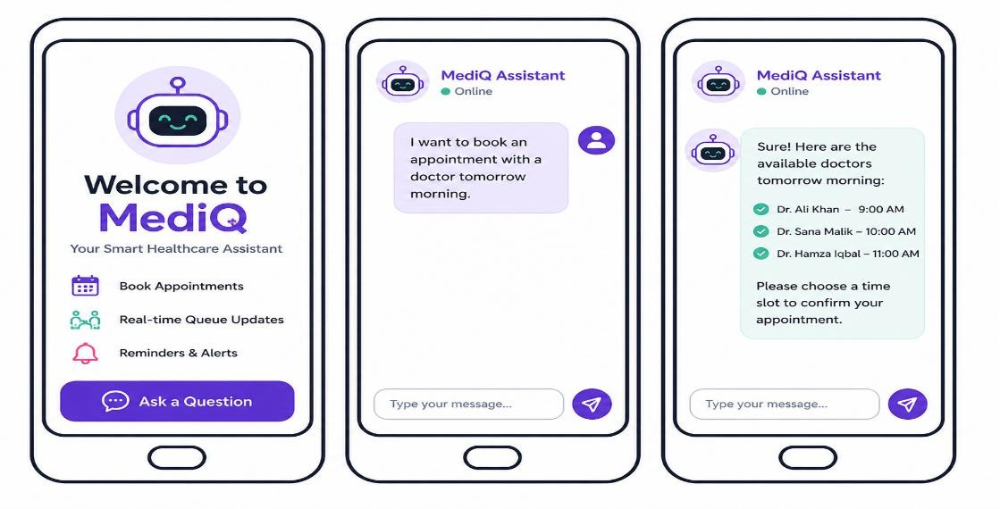 Welcome to
MediQ
Your Smart Healthcare Assistant
Book Appointments
Real-time Queue Updates
Reminders & Alerts
Ask a Question
MediQ Assistant
Online
I want to book an
appointment with a
doctor tomorrow
morning.
Type your message...
MediQ Assistant
Online
Sure! Here are the
available doctors
tomorrow morning:
Dr. Ali Khan – 9:00 AM
Dr. Sana Malik – 10:00 AM
Dr. Hamza Iqbal – 11:00 AM
Please choose a time
slot to confirm your
appointment.
Type your message...